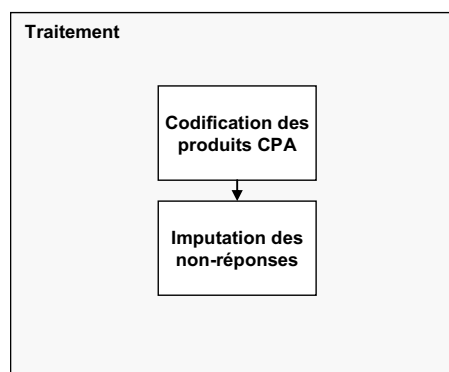 Traitement
Codification des
produits CPA
Imputation des
non-réponses